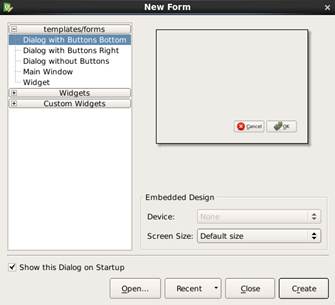 New Form
templates/forms
Dialog with Buttons Bottom
Dialog with Buttons Right
Dialog without Buttons
Main Window
Widget
Widgets
Custom Widgets
Cancel
OK
Embedded Design
Device: None
Screen Size: Default size
Show this Dialog on Startup
Open... Recent Close Create